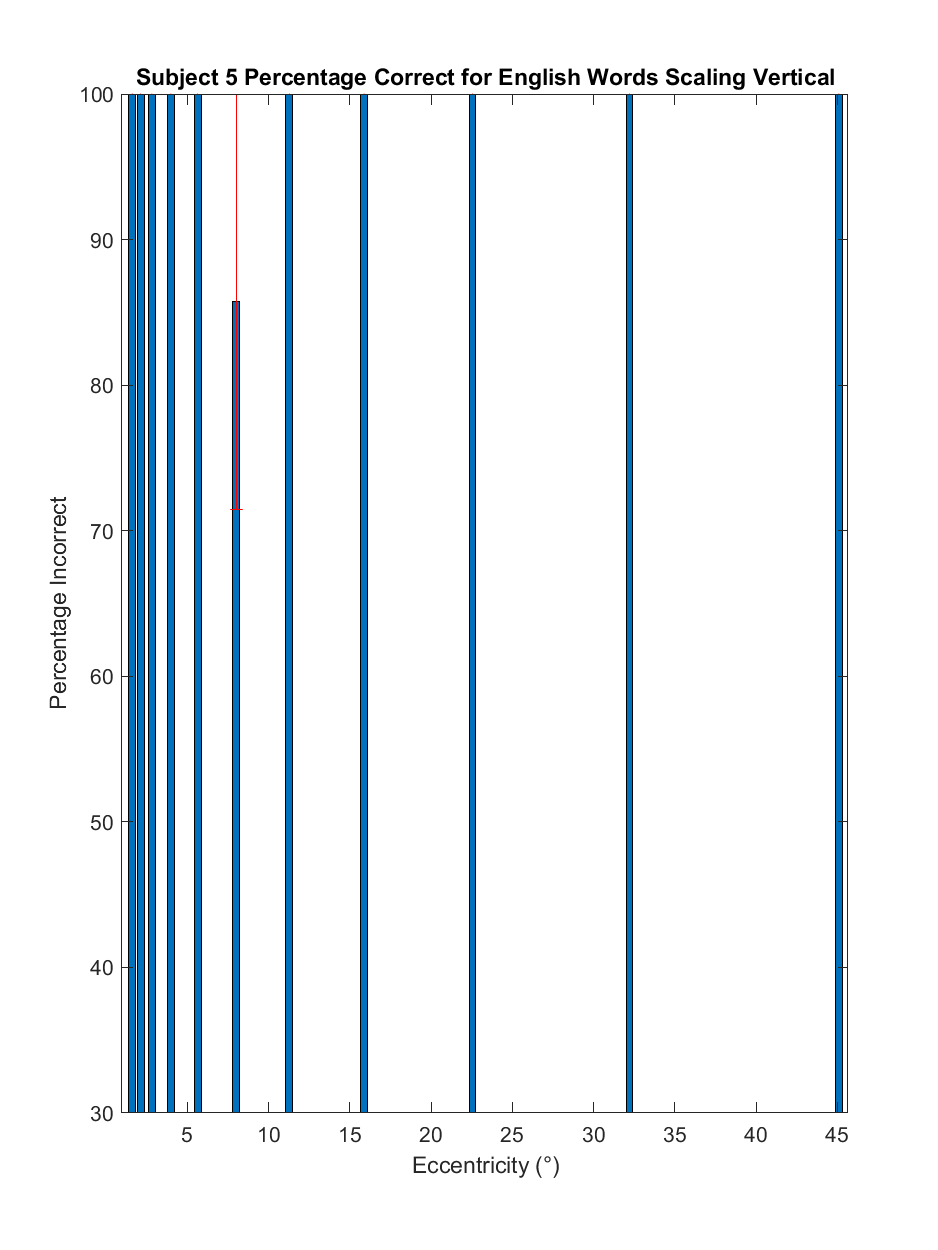 Subject 5 Percentage Correct for English Words Scaling Vertical
100
90
80
70
60
50
40
30
Percentage Incorrect
5 10 15 20 25 30 35 40 45
Eccentricity (°)